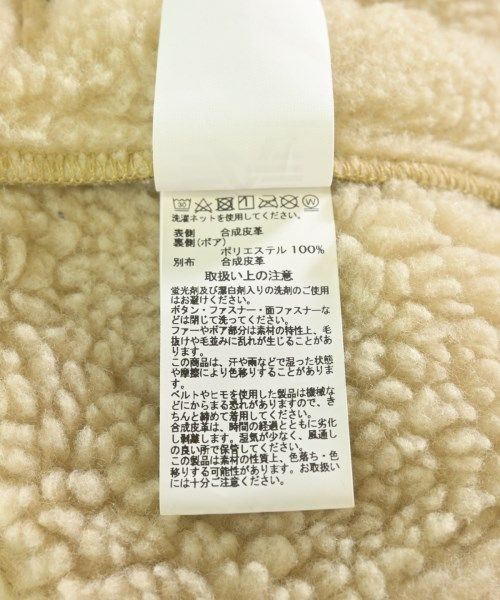 洗濯ネットを使用してください。
表側 合成皮革
裏側(ボア)
ポリエステル 100%
別布 合成皮革
取扱い上の注意
蛍光剤及び漂白剤入りの洗剤のご使用
はお避けください。
ボタン・ファスナー・面ファスナーな
どは閉じて洗ってください。
ファーやボア部分は素材の特性上、毛
抜けや毛並みに乱れが生じることがあ
ります。
この商品は、汗や雨などで湿った状態
や摩擦により色移りすることがありま
す。
ベルトやヒモを使用した製品は機械な
どにからまる恐れがありますので、き
ちんと締めて着用してください。
合成皮革は、時間の経過とともに劣化
し剥離します。湿気が少なく、風通し
の良い所で保管してください。
この製品は素材の性質上、色落ち・色
移りする可能性があります。お取扱い
には十分ご注意ください。